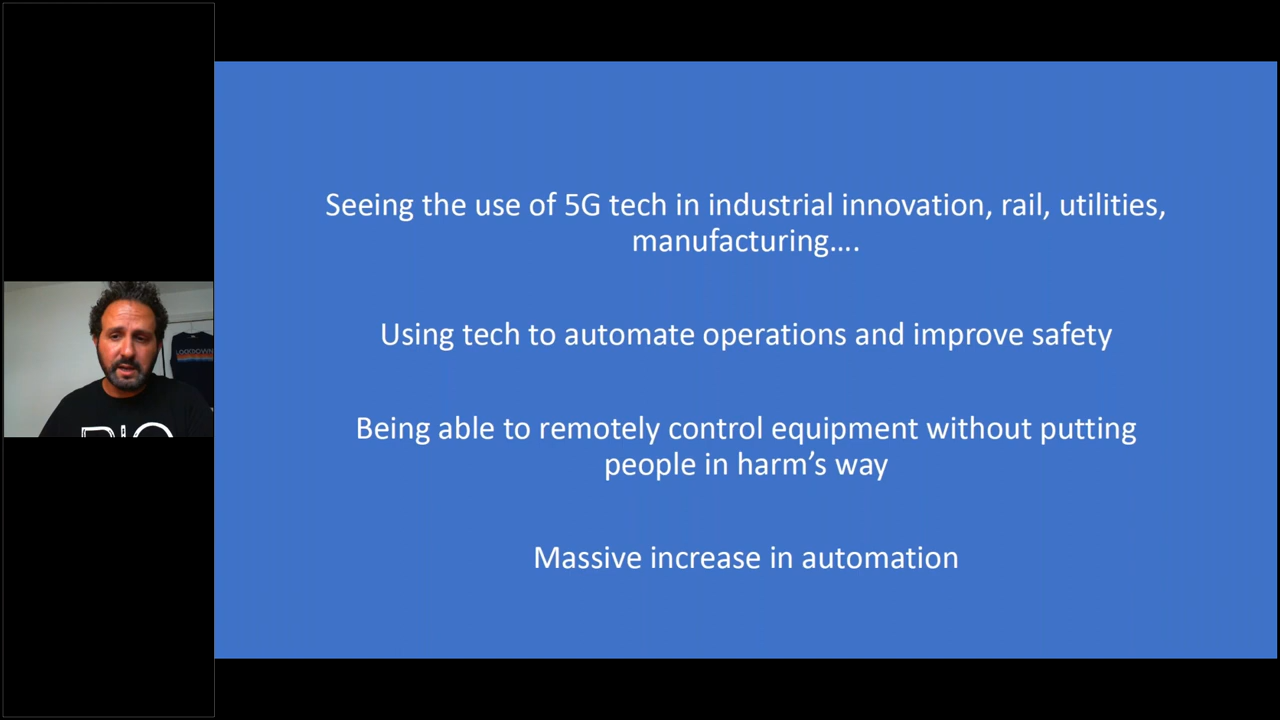 Seeing the use of 5G tech in industrial innovation, rail, utilities,
manufacturing....
Using tech to automate operations and improve safety
Being able to remotely control equipment without putting
people in harm’s way
Massive increase in automation
LOCKDOWN